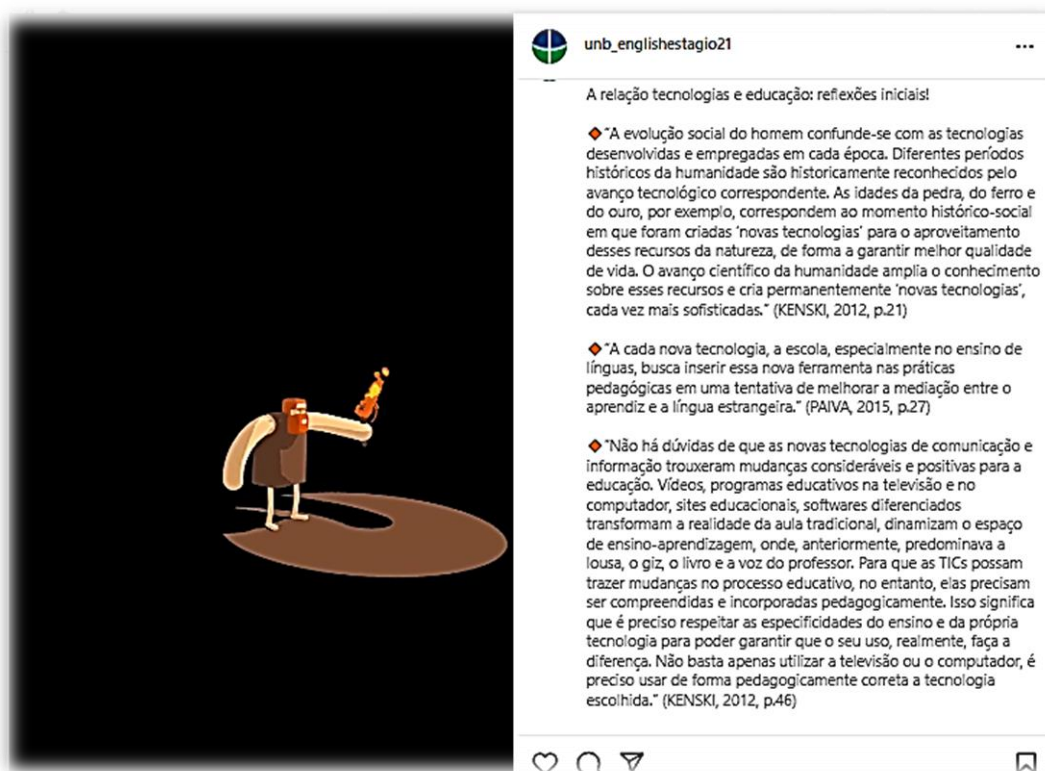 unb_englishestagio21
A relação tecnologias e educação: reflexões iniciais!
"A evolução social do homem confunde-se com as tecnologias
desenvolvidas e empregadas em cada época. Diferentes períodos
históricos da humanidade são historicamente reconhecidos pelo
avanço tecnológico correspondente. As idades da pedra, do ferro e
do ouro, por exemplo, correspondem ao momento histórico-social
em que foram criadas 'novas tecnologias' para o aproveitamento
desses recursos da natureza, de forma a garantir melhor qualidade
de vida. O avanço científico da humanidade amplia o conhecimento
sobre esses recursos e cria permanentemente 'novas tecnologias',
cada vez mais sofisticadas." (KENSKI, 2012, p.21)
"A cada nova tecnologia, a escola, especialmente no ensino de
línguas, busca inserir essa nova ferramenta nas práticas
pedagógicas em uma tentativa de melhorar a mediação entre o
aprendiz e a língua estrangeira." (PAIVA, 2015, p.27)
"Não há dúvidas de que as novas tecnologias de comunicação e
informação trouxeram mudanças consideráveis e positivas para a
educação. Vídeos, programas educativos na televisão e no
computador, sites educacionais, softwares diferenciados
transformam a realidade da aula tradicional, dinamizam o espaço
de ensino-aprendizagem, onde, anteriormente, predominava a
lousa, o giz, o livro e a voz do professor. Para que as TICs possam
trazer mudanças no processo educativo, no entanto, elas precisam
ser compreendidas e incorporadas pedagogicamente. Isso significa
que é preciso respeitar as especificidades do ensino e da própria
tecnologia para poder garantir que o seu uso, realmente, faça a
diferença. Não basta apenas utilizar a televisão ou o computador, é
preciso usar de forma pedagogicamente correta a tecnologia
escolhida." (KENSKI, 2012, p.46)